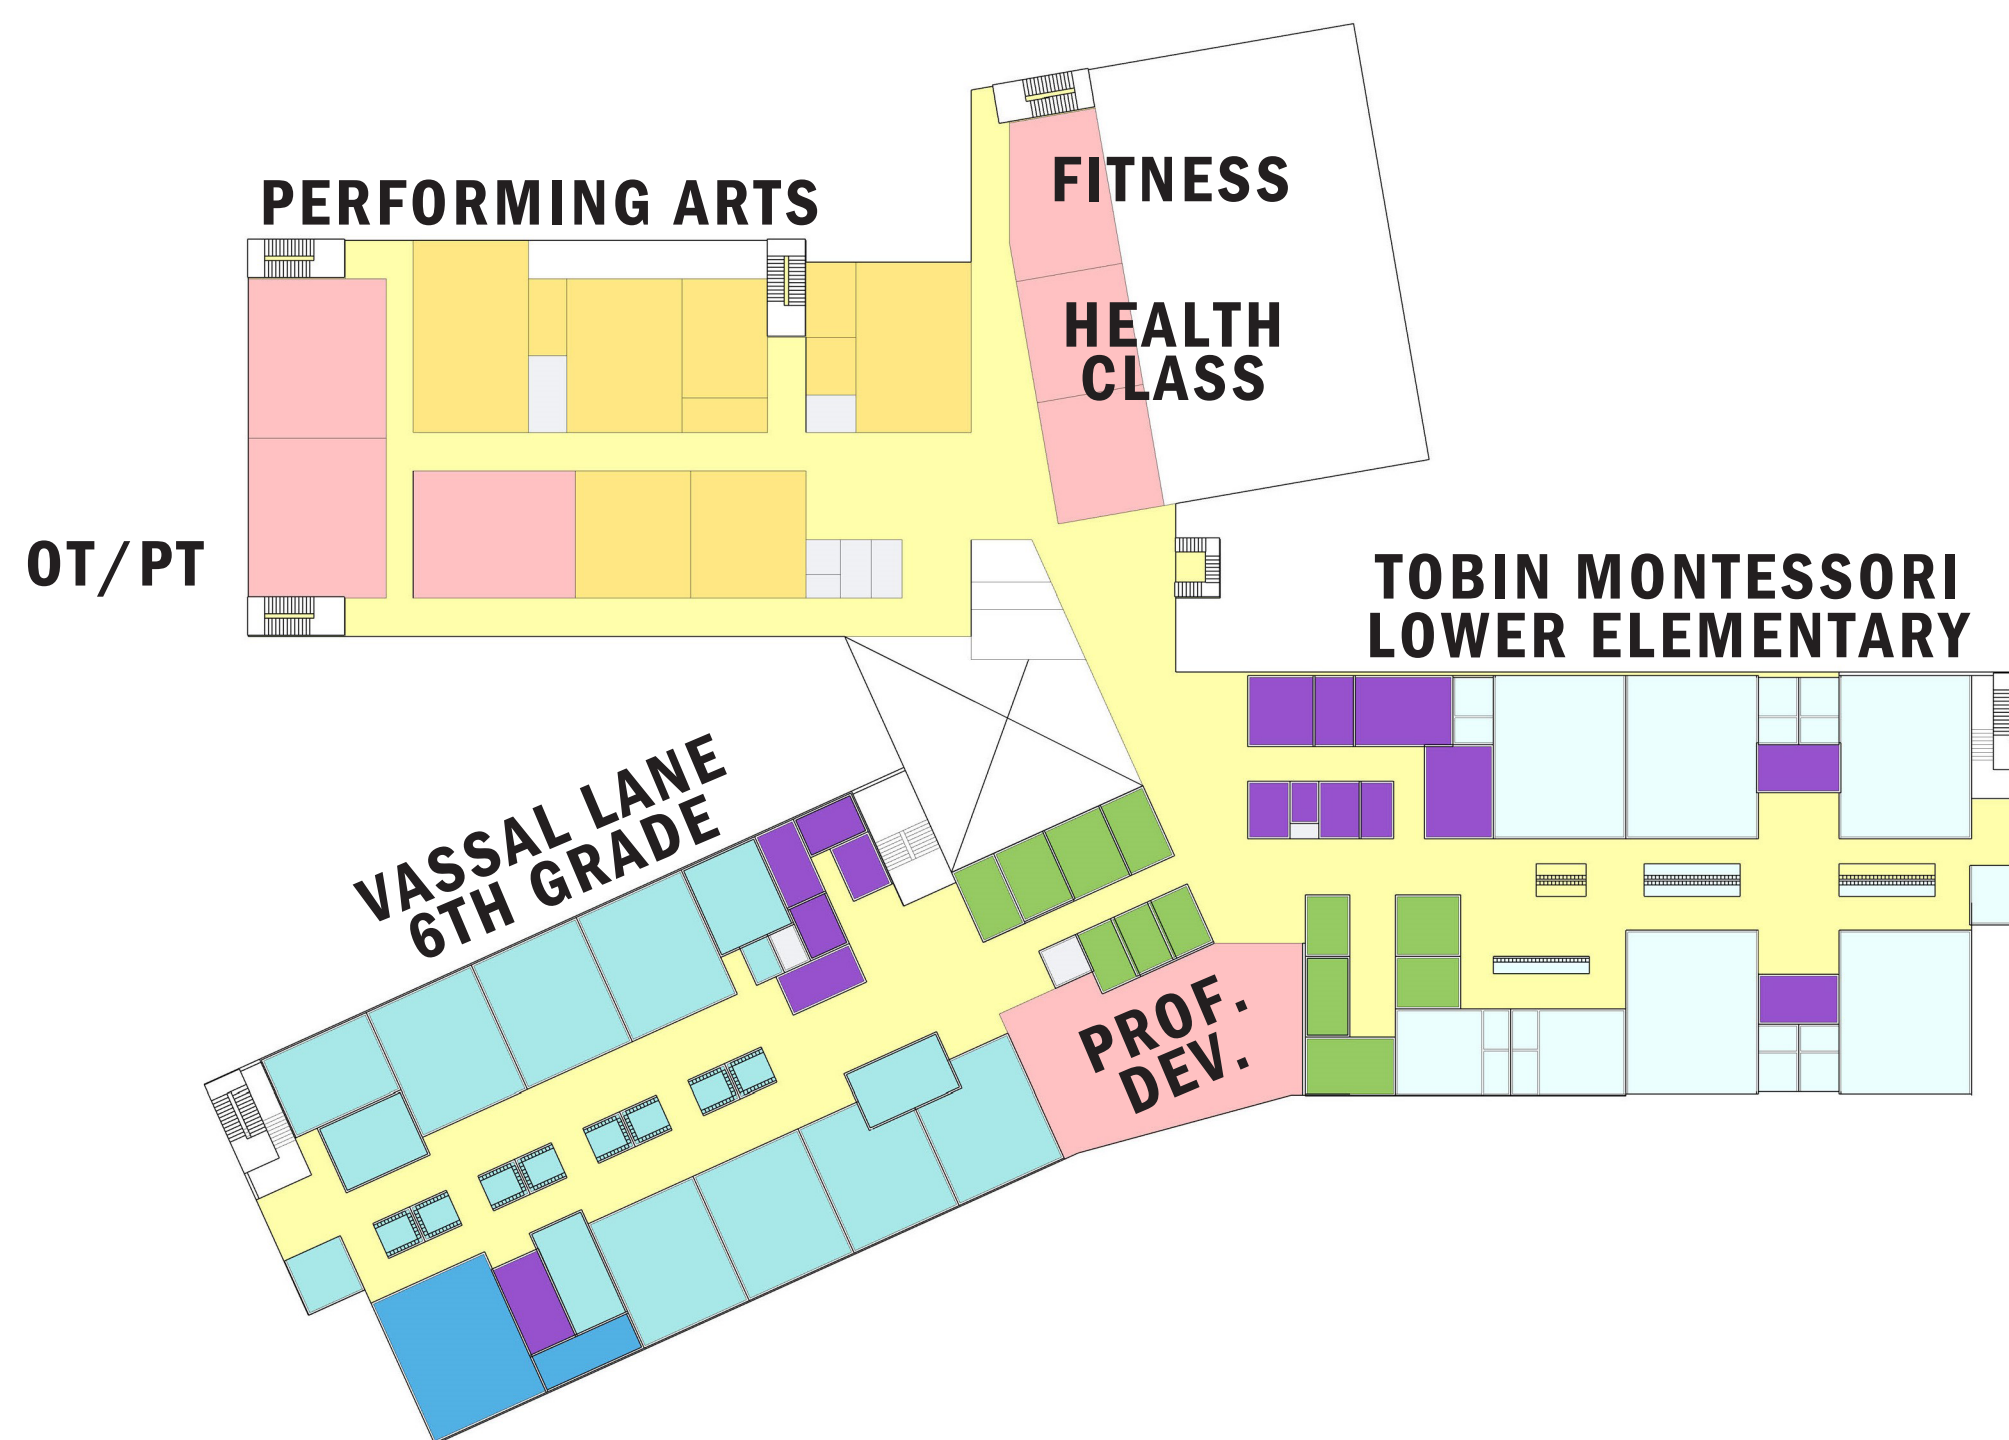 PERFORMING ARTS
FITNESS
HEALTH
CLASS
OT/PT
TOBIN MONTESSORI
LOWER ELEMENTARY
VASSAL LANE
6TH GRADE
PROF.
DEV.